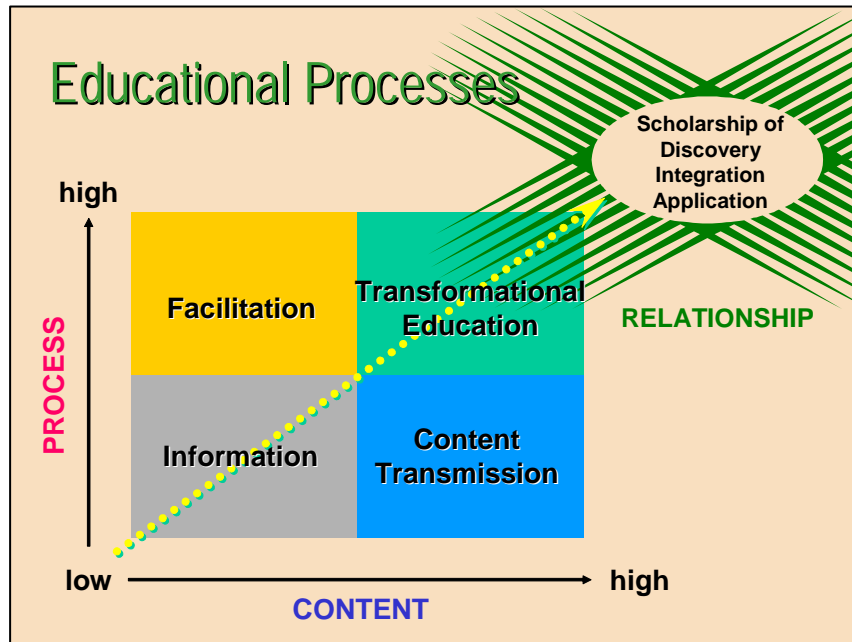 Educational Processes
Scholarship of
Discovery
Integration
Application
high
Facilitation
Transformational
Education
RELATIONSHIP
PROCESS
Information
Content
Transmission
low
high
CONTENT